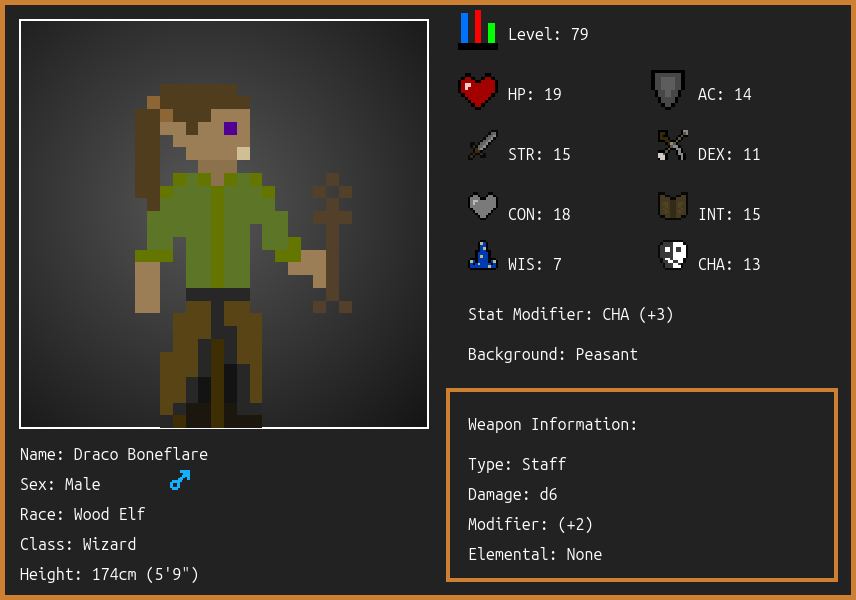 Level: 79
HP: 19
AC: 14
STR: 15
DEX: 11
CON: 18
INT: 15
WIS: 7
CHA: 13
Stat Modifier: CHA (+3)
Background: Peasant
Weapon Information:
Type: Staff
Damage: d6
Modifier: (+2)
Elemental: None
Name: Draco Boneflare
Sex: Male
Race: Wood Elf
Class: Wizard
Height: 174cm (5'9")